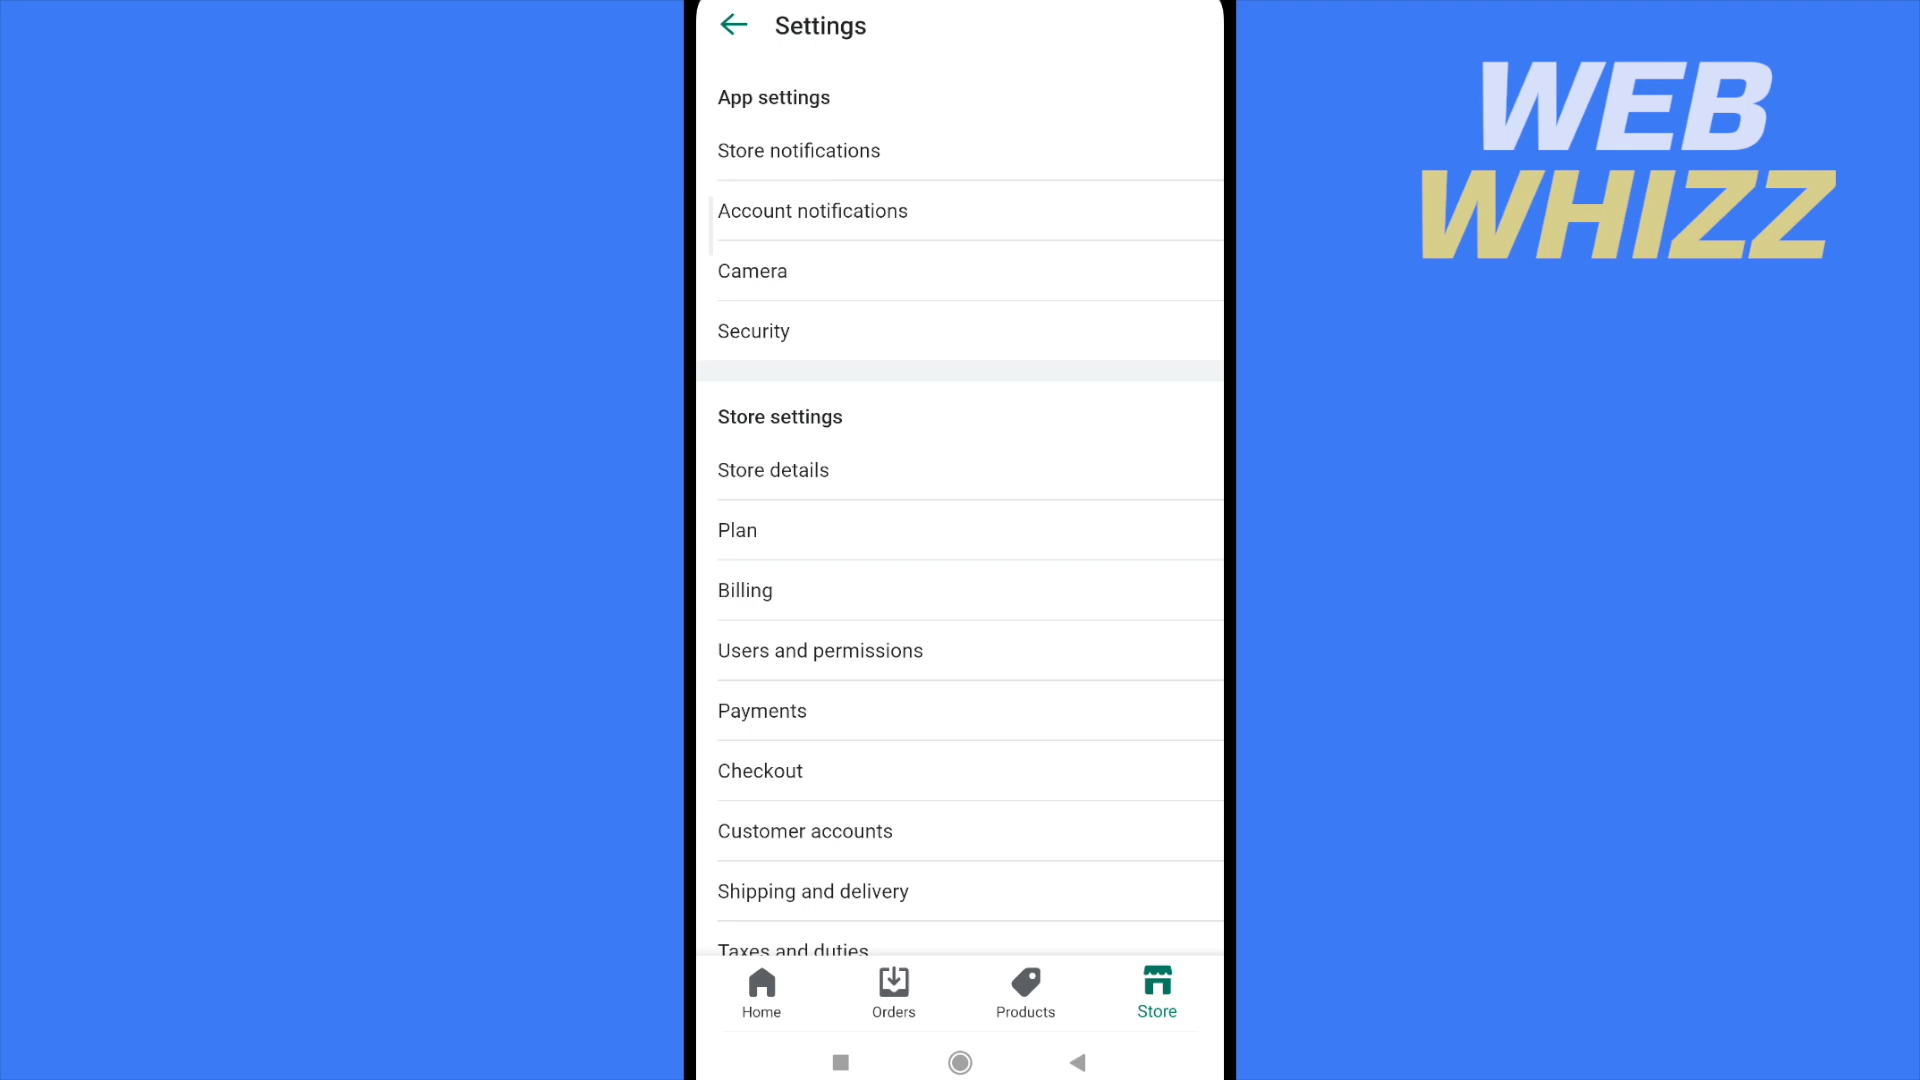 Settings
App settings
Store notifications
Account notifications
Camera
Security
Store settings
Store details
Plan
Billing
Users and permissions
Payments
Checkout
Customer accounts
Shipping and delivery
Taxes and duties
Home
Orders
Products
Store
WEB
WHIZZ